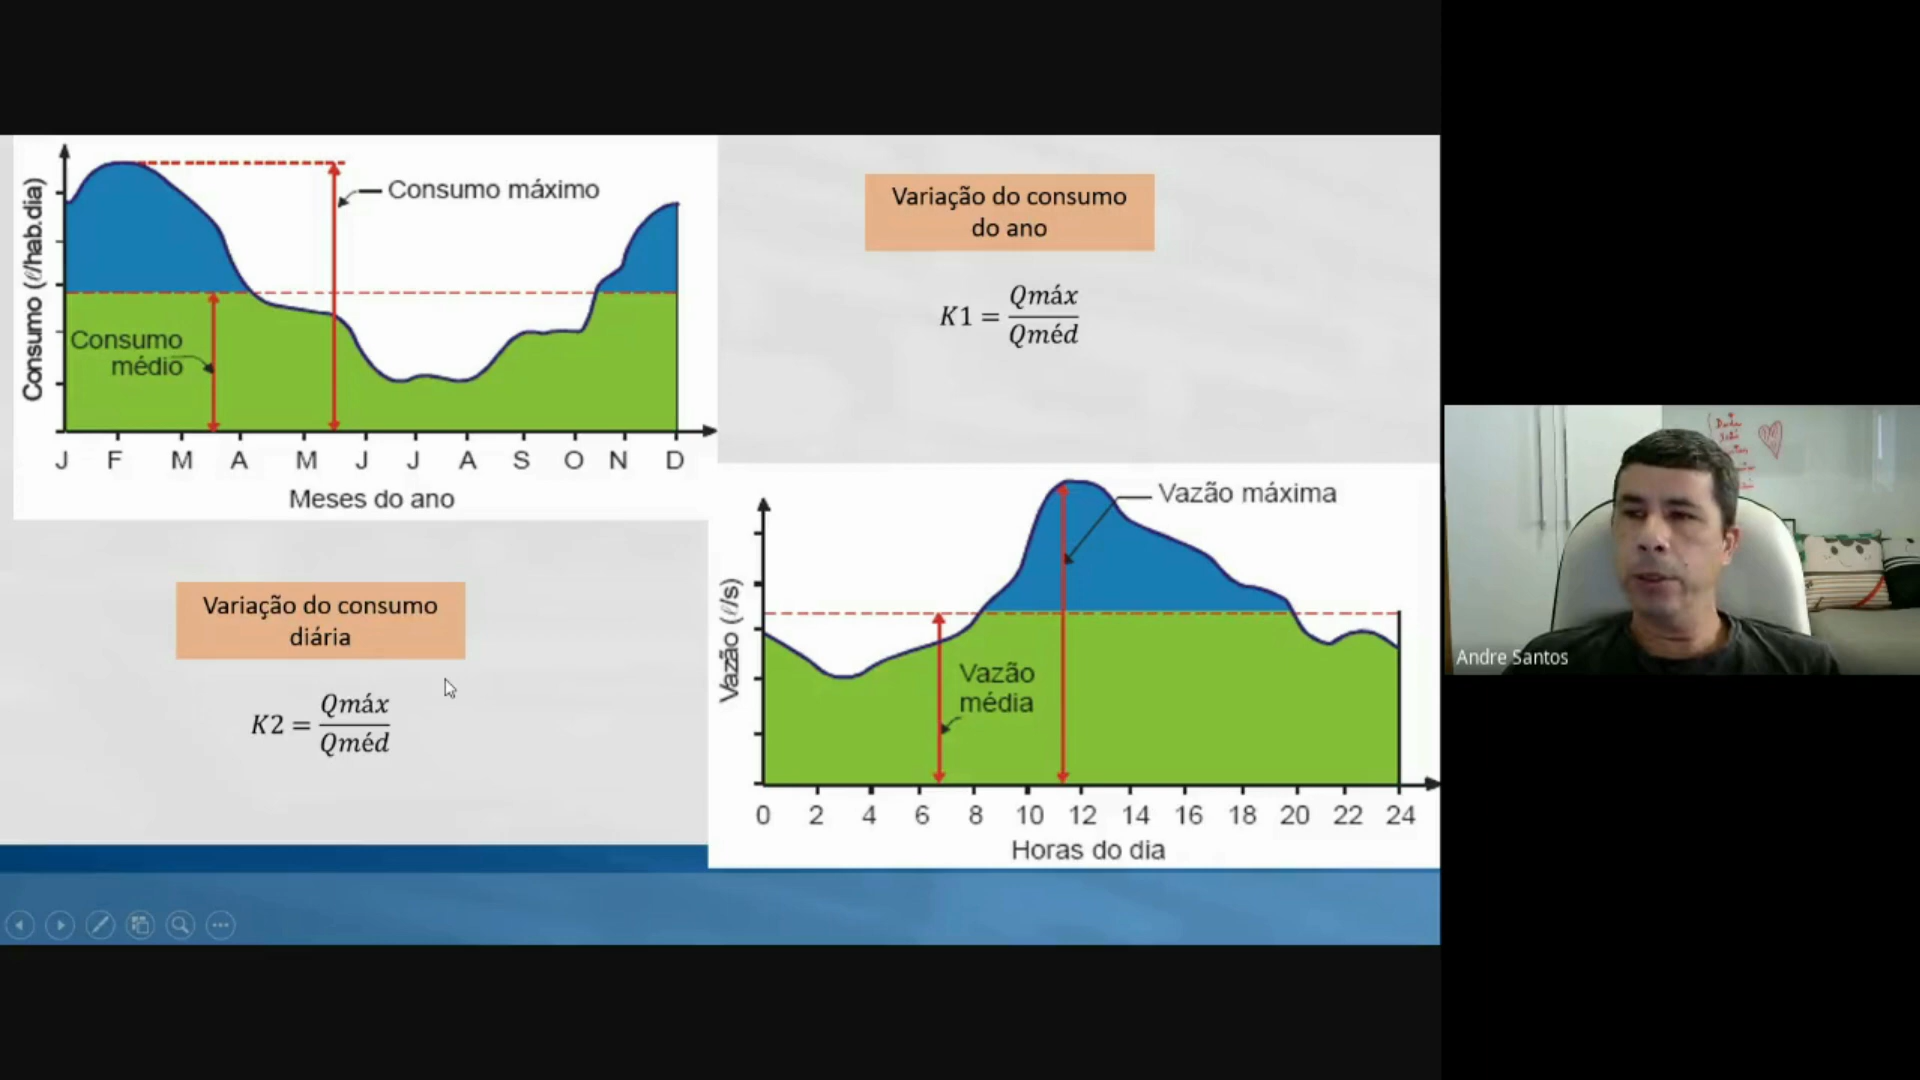 Consumo (ℓ/hab.dia)
Consumo máximo
Consumo
médio
J F M A M J J A S O N D
Meses do ano
Variação do consumo
do ano
K1 = Qmáx
Qméd
Variação do consumo
diária
K2 = Qmáx
Qméd
Vazão (ℓ/s)
Vazão máxima
Vazão
média
0 2 4 6 8 10 12 14 16 18 20 22 24
Horas do dia
Andre Santos